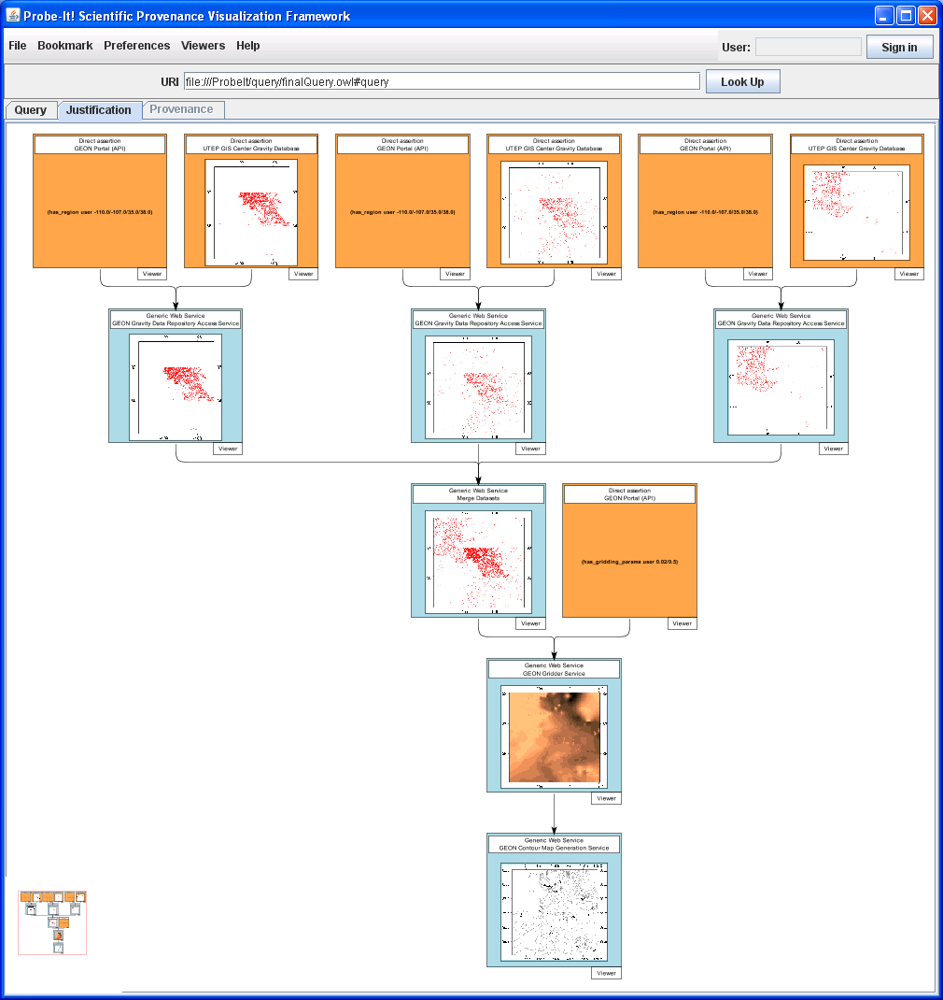 Probe-It! Scientific Provenance Visualization Framework
File Bookmark Preferences Viewers Help
User:
Sign in
URI
file:///ProbeIt/query/finalQuery.owl#query
Look Up
Query
Justification
Provenance
Direct assertion
GEON Portal (API)
(has_region user -110.0/-107.0/35.0/38.0)
Viewer
Direct assertion
UTEP GIS Center Gravity Database
Viewer
Direct assertion
GEON Portal (API)
(has_region user -110.0/-107.0/35.0/38.0)
Viewer
Direct assertion
UTEP GIS Center Gravity Database
Viewer
Direct assertion
GEON Portal (API)
(has_region user -110.0/-107.0/35.0/38.0)
Viewer
Direct assertion
UTEP GIS Center Gravity Database
Viewer
Generic Web Service
GEON Gravity Data Repository Access Service
Viewer
Generic Web Service
GEON Gravity Data Repository Access Service
Viewer
Generic Web Service
GEON Gravity Data Repository Access Service
Viewer
Generic Web Service
Merge Datasets
Viewer
Direct assertion
GEON Portal (API)
(has_gridding_params user 0.02/0.5)
Viewer
Generic Web Service
GEON Gridder Service
Viewer
Generic Web Service
GEON Contour Map Generation Service
Viewer